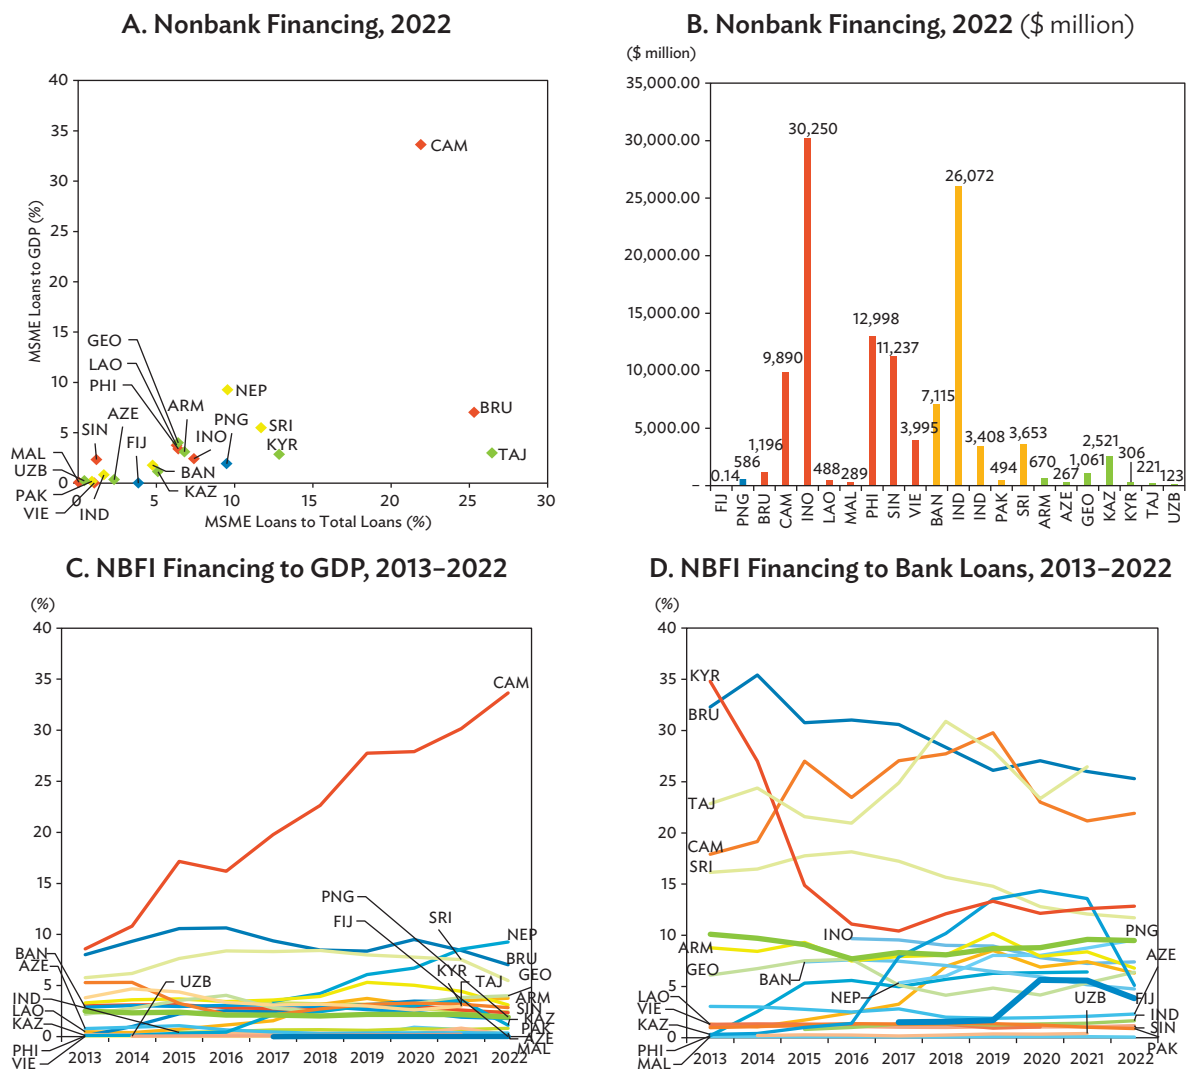 A. Nonbank Financing, 2022
MSME Loans to GDP (%)
40
35
30
25
20
15
10
5
0
0
5
10
15
20
25
30
MSME Loans to Total Loans (%)
CAM
GEO
LAO
PHI
NEP
BRU
ARM
AZE
PNG
SRI
SIN
FIJ
INO
KYR
MAL
TAJ
UZB
BAN
PAK
KAZ
VIE
IND
B. Nonbank Financing, 2022 ($ million)
($ million)
35,000.00
30,000.00
25,000.00
20,000.00
15,000.00
10,000.00
5,000.00
–
0.14
586
1,196
9,890
30,250
488
289
12,998
11,237
3,995
7,115
26,072
3,408
494
3,653
670
267
1,061
2,521
306
221
123
FIJ
PNG
BRU
CAM
INO
LAO
MAL
PHI
SIN
VIE
BAN
IND
IND
PAK
SRI
ARM
AZE
GEO
KAZ
KYR
TAJ
UZB
C. NBFI Financing to GDP, 2013–2022
(%)
40
35
30
25
20
15
10
5
0
CAM
PNG
FIJ
SRI
NEP
BAN
BRU
AZE
KYR
TAJ
GEO
UZB
IND
ARM
LAO
SIN
KAZ
KAZ
PAK
AZE
PHI
MAL
VIE
2013 2014 2015 2016 2017 2018 2019 2020 2021 2022
D. NBFI Financing to Bank Loans, 2013–2022
(%)
40
35
30
25
20
15
10
5
0
KYR
BRU
TAJ
CAM
SRI
INO
PNG
ARM
AZE
GEO
BAN
NEP
UZB
FIJ
LAO
VIE
IND
KAZ
SIN
PHI
PAK
MAL
2013 2014 2015 2016 2017 2018 2019 2020 2021 2022